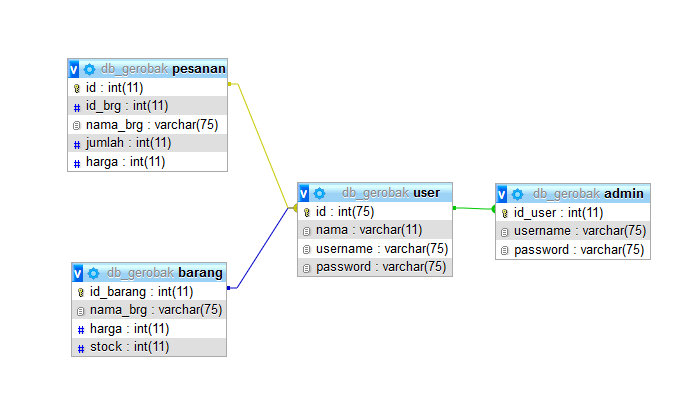 db_gerobak pesanan
id : int(11)
id_brg : int(11)
nama_brg : varchar(75)
jumlah : int(11)
harga : int(11)
db_gerobak user
id : int(75)
nama : varchar(11)
username : varchar(75)
password : varchar(75)
db_gerobak admin
id_user : int(11)
username : varchar(75)
password : varchar(75)
db_gerobak barang
id_barang : int(11)
nama_brg : varchar(75)
harga : int(11)
stock : int(11)